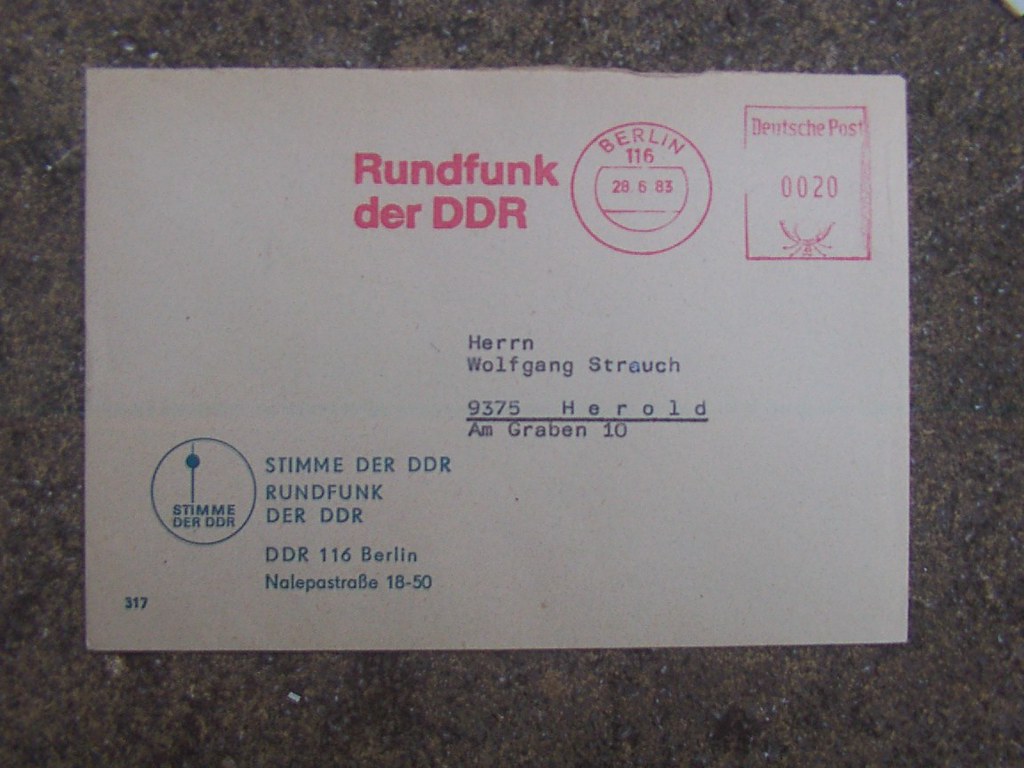 Rundfunk
der DDR
BERLIN
116
28 6 83
Deutsche Post
0020
Herrn
Wolfgang Strauch
9375 Herold
Am Graben 10
STIMME
DER DDR
STIMME DER DDR
RUNDFUNK
DER DDR
DDR 116 Berlin
Nalepastraße 18-50
317